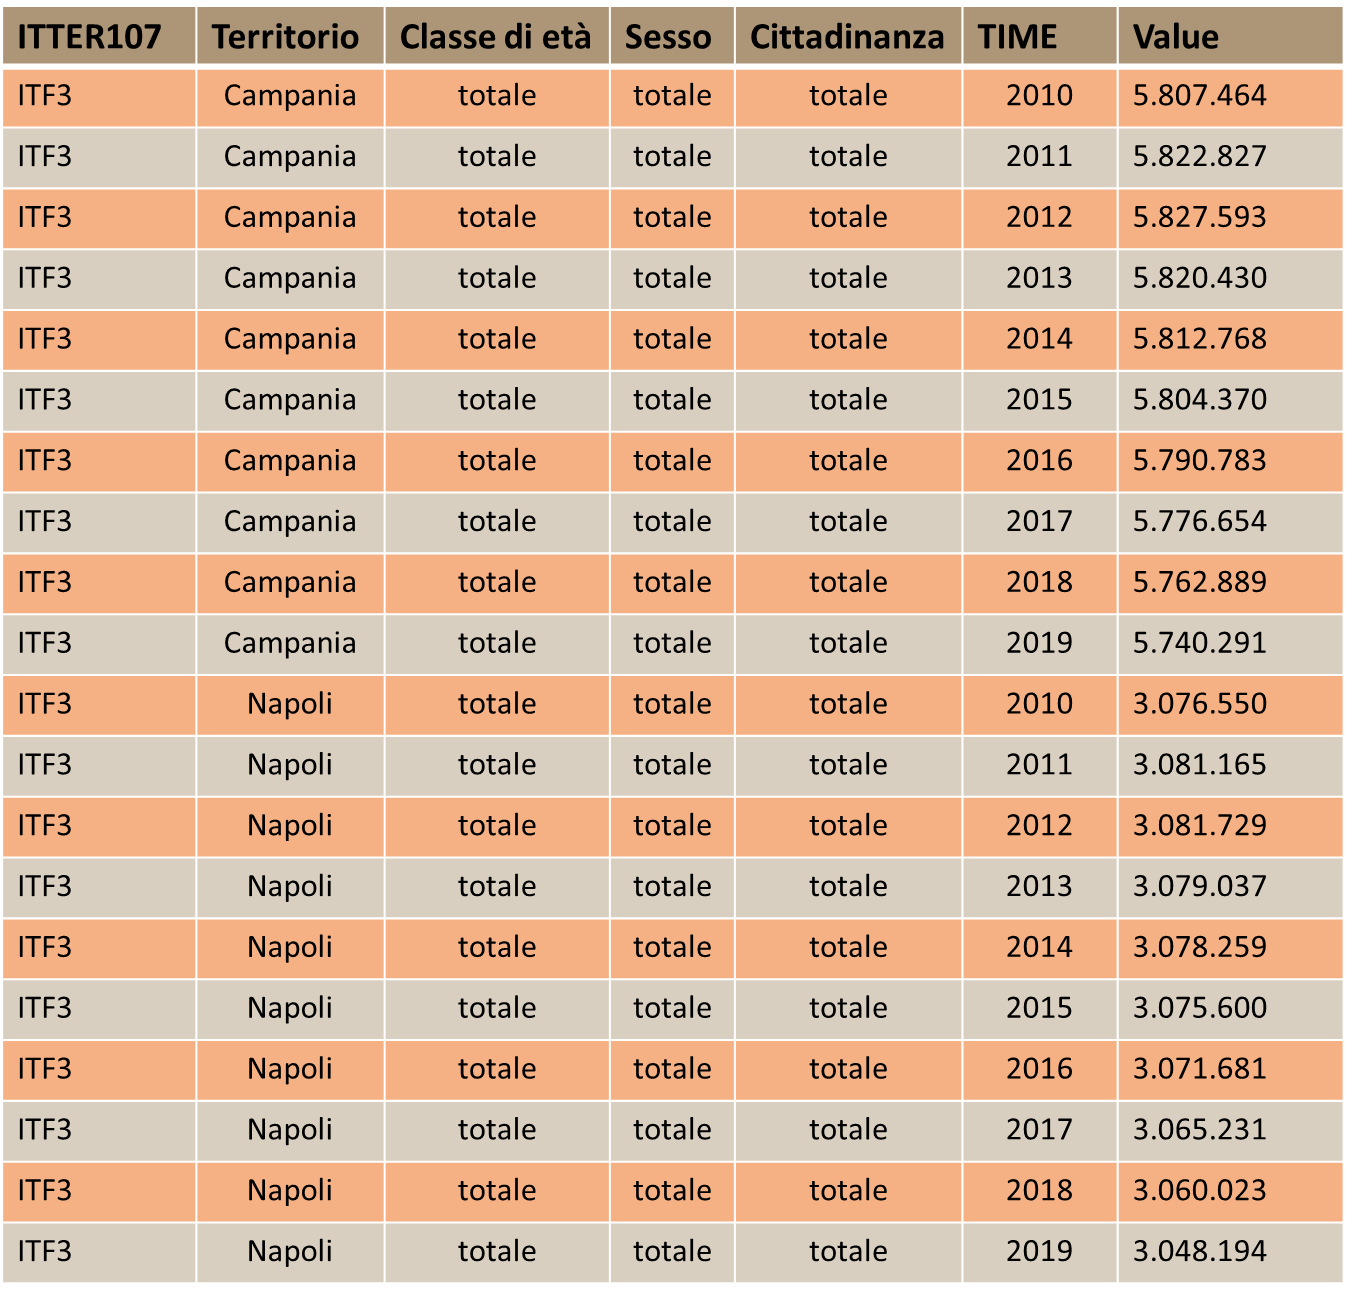 ITTER107 Territorio Classe di età Sesso Cittadinanza TIME Value
ITF3 Campania totale totale totale 2010 5.807.464
ITF3 Campania totale totale totale 2011 5.822.827
ITF3 Campania totale totale totale 2012 5.827.593
ITF3 Campania totale totale totale 2013 5.820.430
ITF3 Campania totale totale totale 2014 5.812.768
ITF3 Campania totale totale totale 2015 5.804.370
ITF3 Campania totale totale totale 2016 5.790.783
ITF3 Campania totale totale totale 2017 5.776.654
ITF3 Campania totale totale totale 2018 5.762.889
ITF3 Campania totale totale totale 2019 5.740.291
ITF3 Napoli totale totale totale 2010 3.076.550
ITF3 Napoli totale totale totale 2011 3.081.165
ITF3 Napoli totale totale totale 2012 3.081.729
ITF3 Napoli totale totale totale 2013 3.079.037
ITF3 Napoli totale totale totale 2014 3.078.259
ITF3 Napoli totale totale totale 2015 3.075.600
ITF3 Napoli totale totale totale 2016 3.071.681
ITF3 Napoli totale totale totale 2017 3.065.231
ITF3 Napoli totale totale totale 2018 3.060.023
ITF3 Napoli totale totale totale 2019 3.048.194